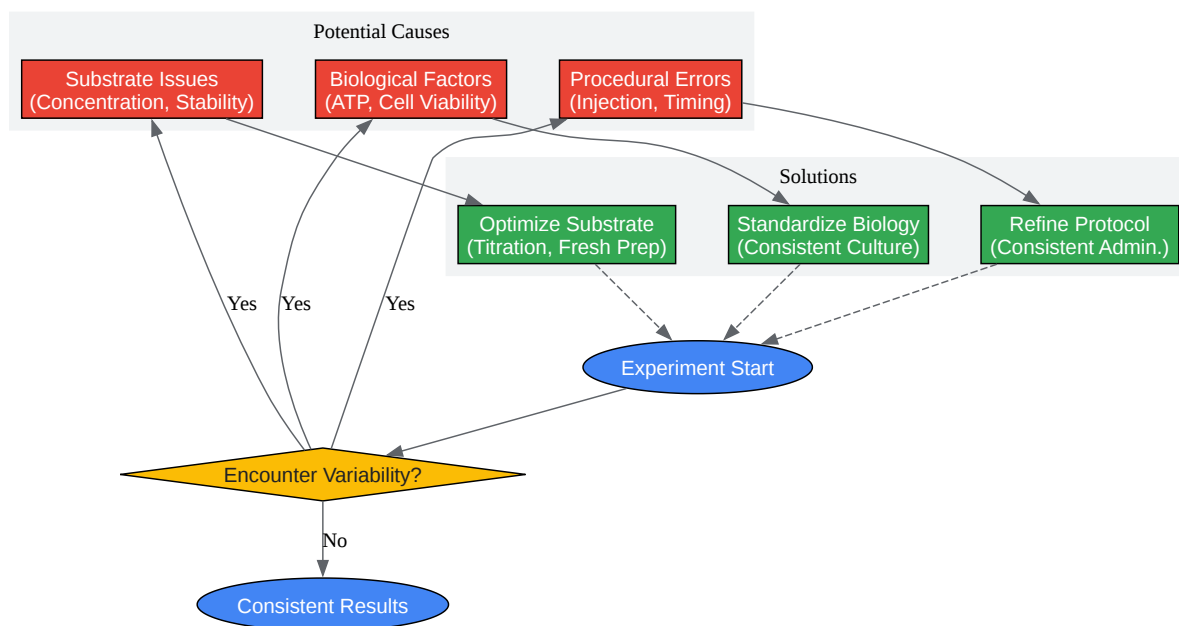 Potential Causes
Substrate Issues
(Concentration, Stability)
Biological Factors
(ATP, Cell Viability)
Procedural Errors
(Injection, Timing)
Solutions
Optimize Substrate
(Titration, Fresh Prep)
Standardize Biology
(Consistent Culture)
Refine Protocol
(Consistent Admin.)
Yes
Yes
Yes
Experiment Start
Encounter Variability?
No
Consistent Results